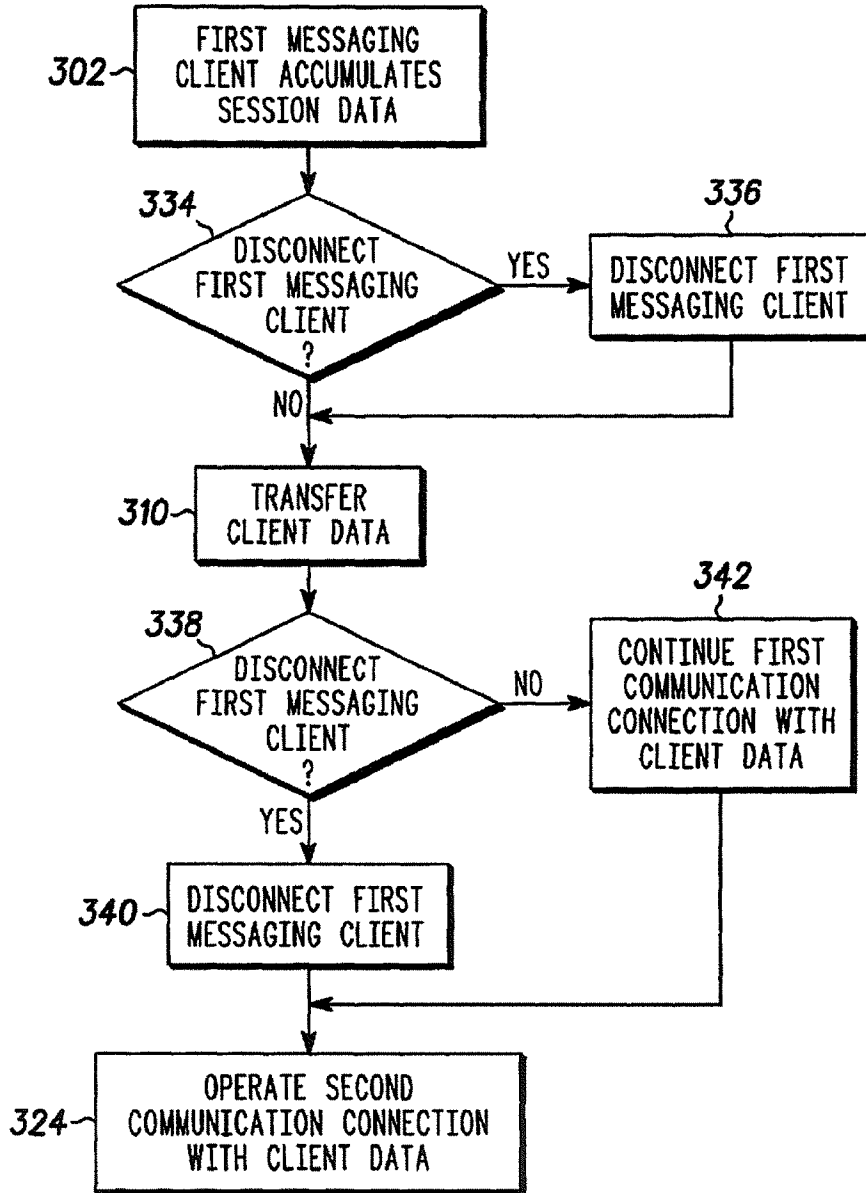 302
FIRST MESSAGING
CLIENT ACCUMULATES
SESSION DATA
334
DISCONNECT
FIRST MESSAGING
CLIENT
?
YES
336
DISCONNECT FIRST
MESSAGING CLIENT
NO
310
TRANSFER
CLIENT DATA
338
DISCONNECT
FIRST MESSAGING
CLIENT
?
NO
342
CONTINUE FIRST
COMMUNICATION
CONNECTION WITH
CLIENT DATA
YES
340
DISCONNECT FIRST
MESSAGING CLIENT
324
OPERATE SECOND
COMMUNICATION CONNECTION
WITH CLIENT DATA